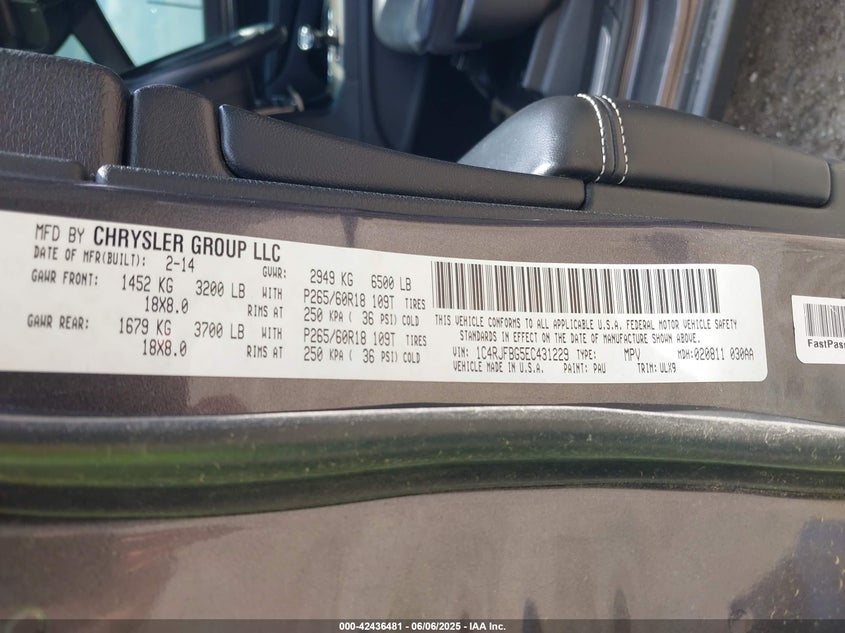 MFD BY CHRYSLER GROUP LLC
DATE OF MFR(BUILT): 2-14 GVWR: 2949 KG 6500 LB
GAWR FRONT: 1452 KG 3200 LB WITH P265/60R18 109T TIRES
18X8.0 RIMS AT 250 KPA ( 36 PSI) COLD
GAWR REAR: 1679 KG 3700 LB WITH P265/60R18 109T TIRES
18X8.0 RIMS AT 250 KPA ( 36 PSI) COLD
THIS VEHICLE CONFORMS TO ALL APPLICABLE U.S.A. FEDERAL MOTOR VEHICLE SAFETY
STANDARDS IN EFFECT ON THE DATE OF MANUFACTURE SHOWN ABOVE.
VIN: 1C4RJFBG5EC431229 TYPE: MPV MDH:020811 030AA
VEHICLE MADE IN U.S.A. PAINT: PAU TRIM: ULX9
FastPass
000-42436481 - 06/06/2025 - IAA Inc.